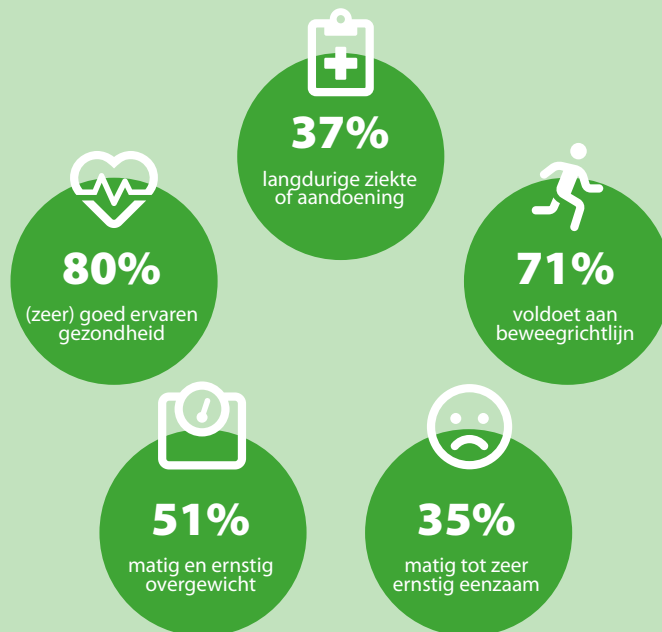 37%
langdurige ziekte
of aandoening
80%
(zeer) goed ervaren
gezondheid
71%
voldoet aan
beweegrichtlijn
51%
matig en ernstig
overgewicht
35%
matig tot zeer
ernstig eenzaam